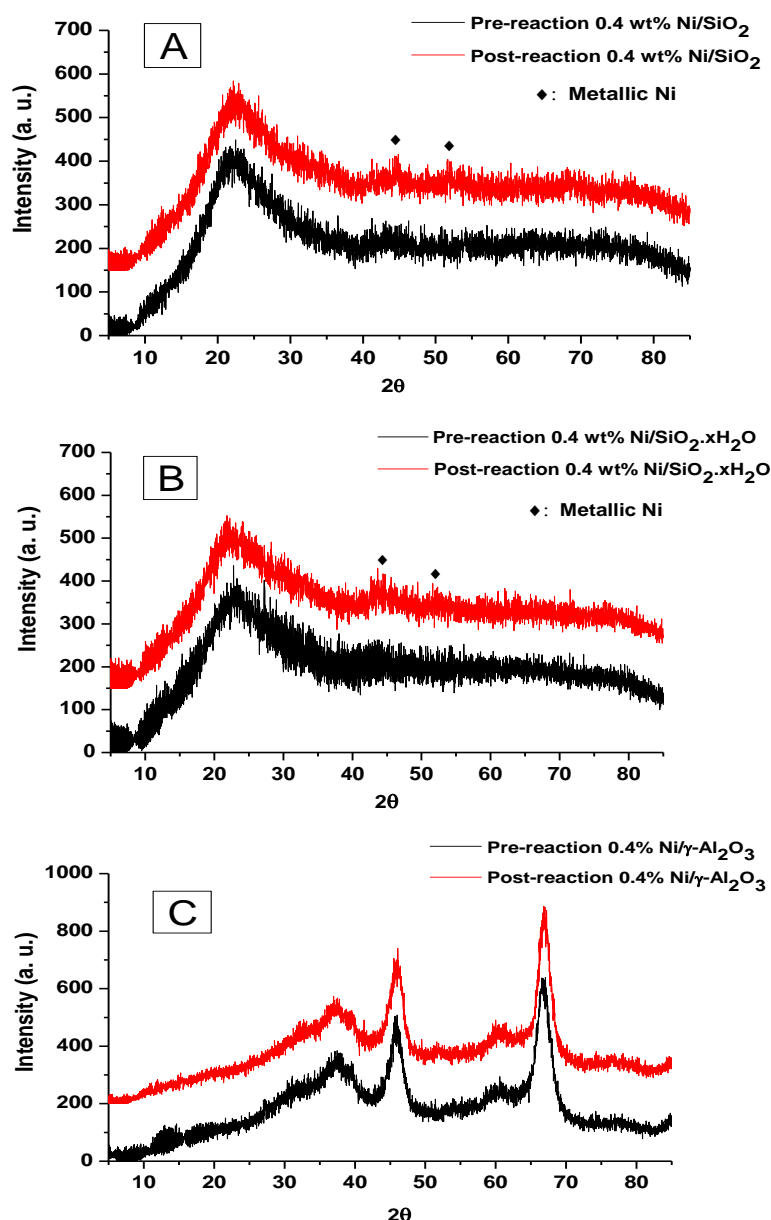 A
Pre-reaction 0.4 wt% Ni/SiO₂
Post-reaction 0.4 wt% Ni/SiO₂
◆: Metallic Ni
Intensity (a. u.)
700
600
500
400
300
200
100
0
10 20 30 40 50 60 70 80
2θ
B
Pre-reaction 0.4 wt% Ni/SiO₂.xH₂O
Post-reaction 0.4 wt% Ni/SiO₂.xH₂O
◆: Metallic Ni
Intensity (a. u.)
700
600
500
400
300
200
100
0
10 20 30 40 50 60 70 80
2θ
C
Pre-reaction 0.4% Ni/γ-Al₂O₃
Post-reaction 0.4% Ni/γ-Al₂O₃
Intensity (a. u.)
1000
800
600
400
200
0
10 20 30 40 50 60 70 80
2θ